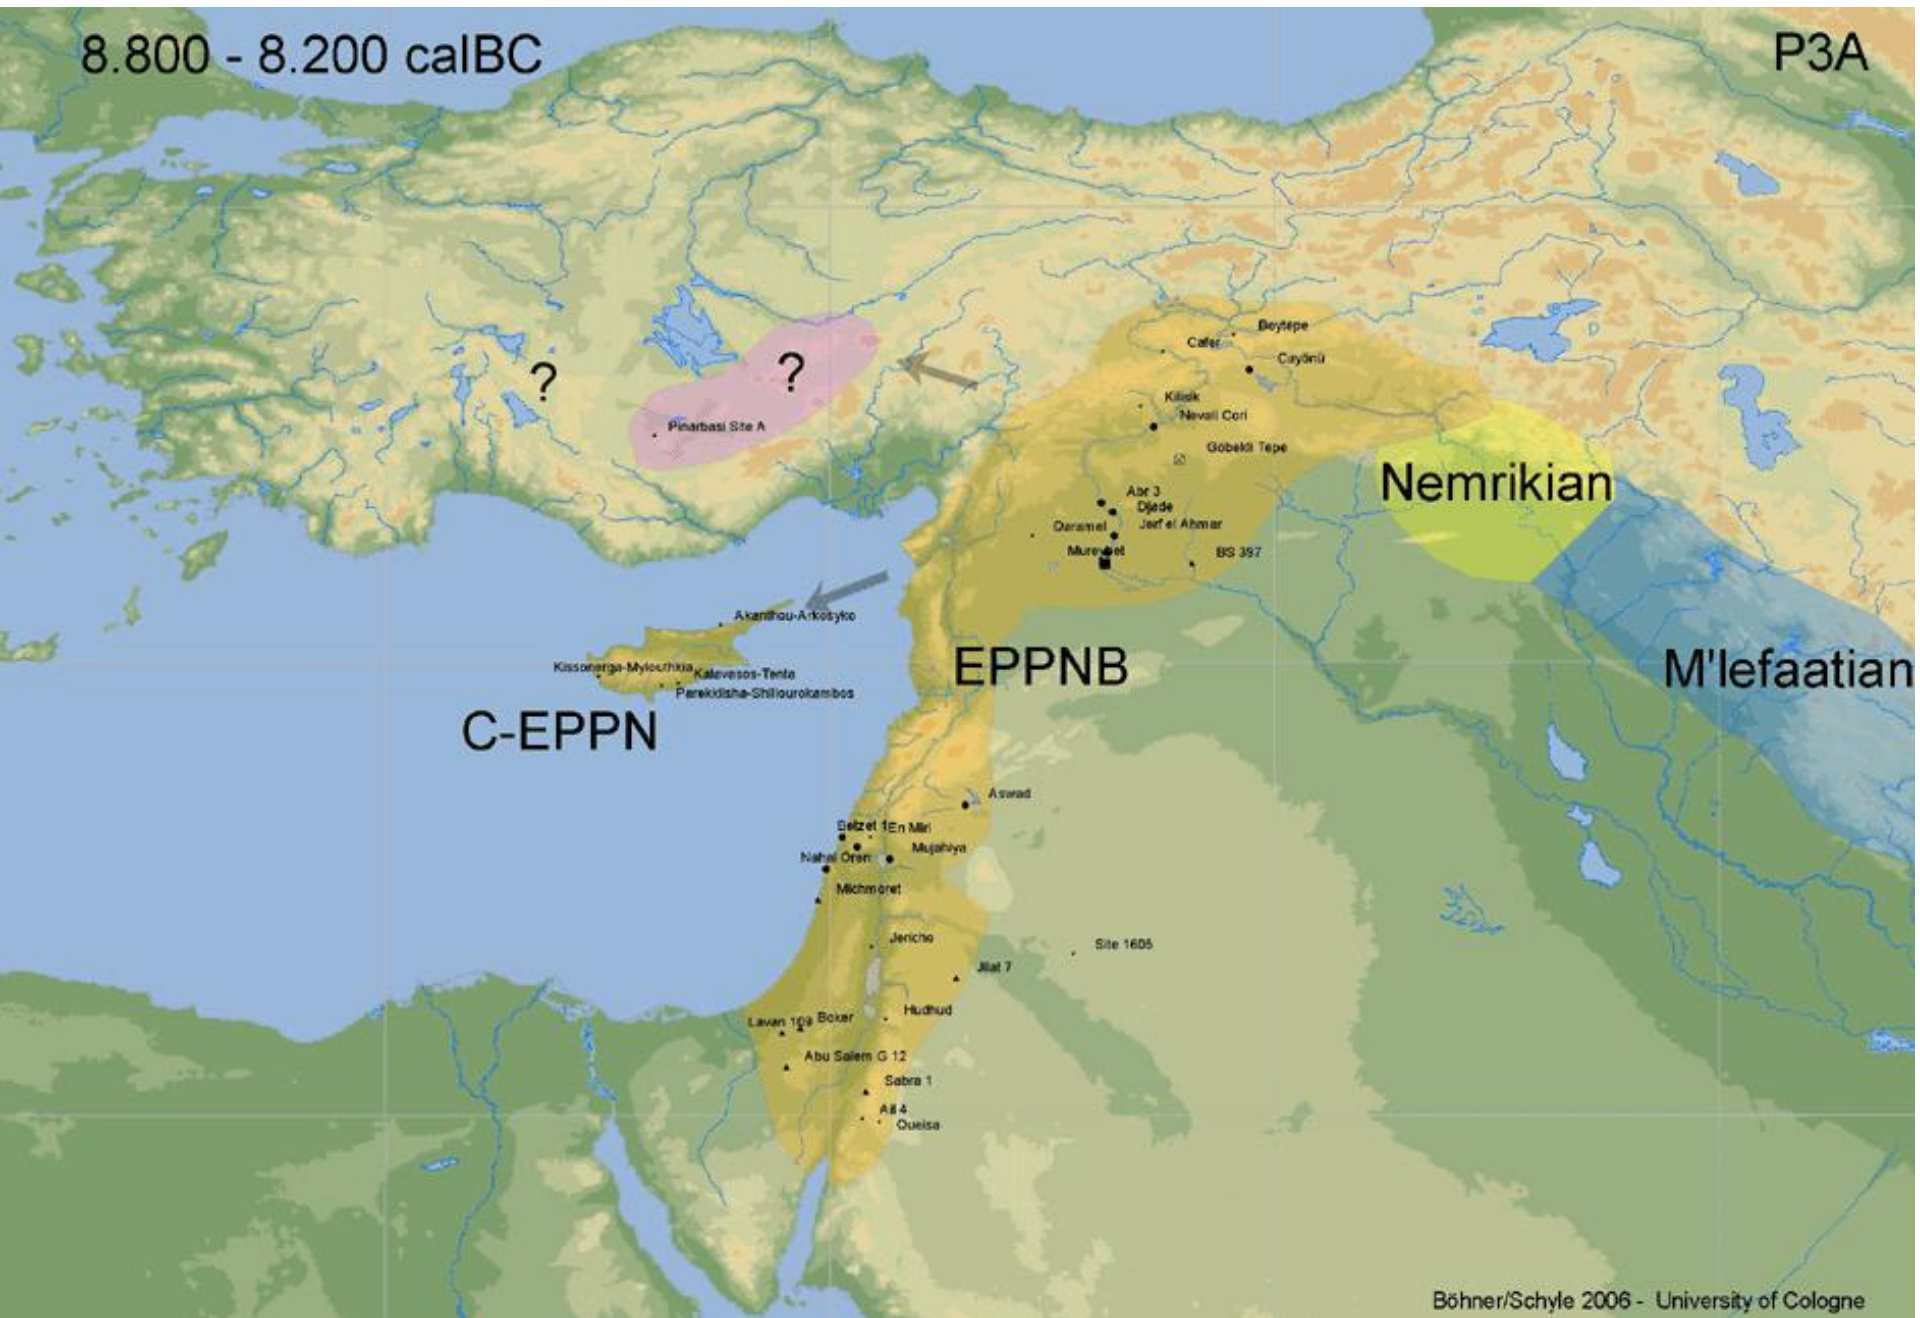 8.800 - 8.200 calBC
P3A
Boytepe
Cafer
Cayönü
?
?
Kilisik
Nevali Cori
Pinarbasi Site A
Göbekli Tepe
Nemrikian
Abr 3
Djade
Jerf el Ahmar
Qaramel
Mureybet
BS 397
Akanthou-Arkosyko
Kissonerga-Mylouthkia
Kalavasos-Tenta
Parekklisha-Shillourokambos
EPPNB
M'lefaatian
C-EPPN
Aswad
Betzet 1
En Miri
Mujahiya
Nahal Oren
Michmoret
Jericho
Site 1605
Jilat 7
Hudhud
Lavan 109
Boker
Abu Salem G 12
Sabra 1
Ail 4
Queisa
Böhner/Schyle 2006 - University of Cologne